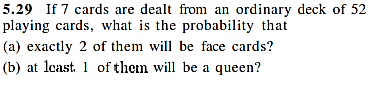 5.29 If 7 cards are dealt from an ordinary deck of 52
playing cards, what is the probability that
(a) exactly 2 of them will be face cards?
(b) at least 1 of them will be a queen?